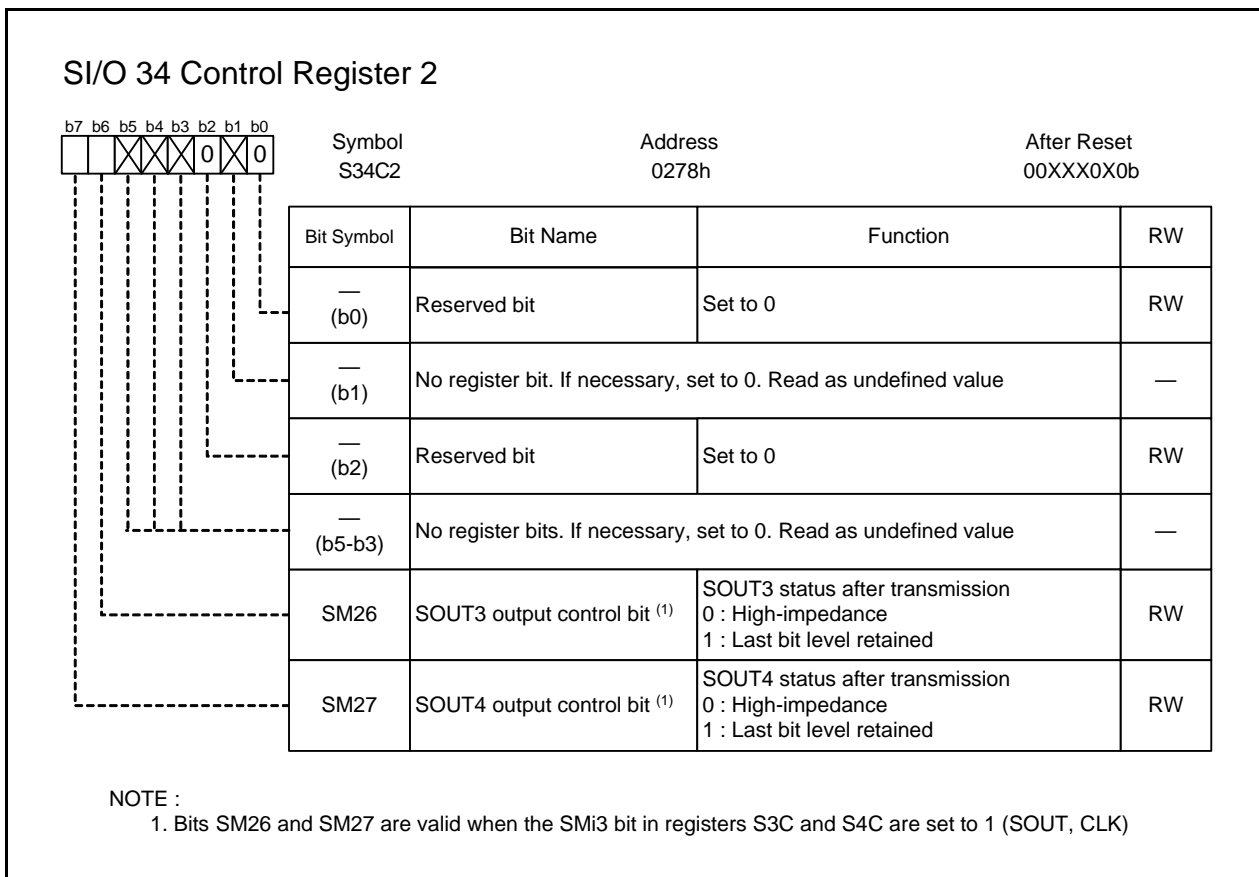 SI/O 34 Control Register 2
b7 b6 b5 b4 b3 b2 b1 b0
0 0
Symbol Address After Reset
S34C2 0278h 00XXX0X0b
Bit Symbol Bit Name Function RW
—
(b0) Reserved bit Set to 0 RW
—
(b1) No register bit. If necessary, set to 0. Read as undefined value —
—
(b2) Reserved bit Set to 0 RW
—
(b5-b3) No register bits. If necessary, set to 0. Read as undefined value —
SM26 SOUT3 output control bit (1) SOUT3 status after transmission
0 : High-impedance
1 : Last bit level retained RW
SM27 SOUT4 output control bit (1) SOUT4 status after transmission
0 : High-impedance
1 : Last bit level retained RW
NOTE :
1. Bits SM26 and SM27 are valid when the SMi3 bit in registers S3C and S4C are set to 1 (SOUT, CLK)